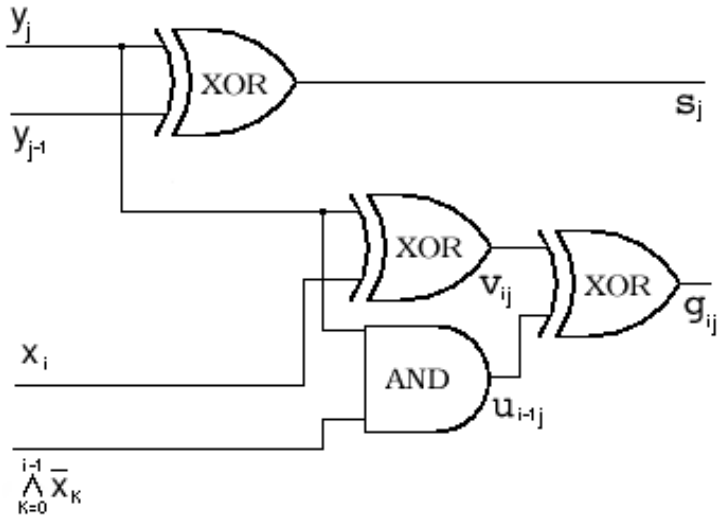 y_j
XOR
s_j
y_{j-1}
XOR
v_{ij}
XOR
g_{ij}
x_i
AND
u_{i-1j}
i-1
∧ x̄_K
K=0